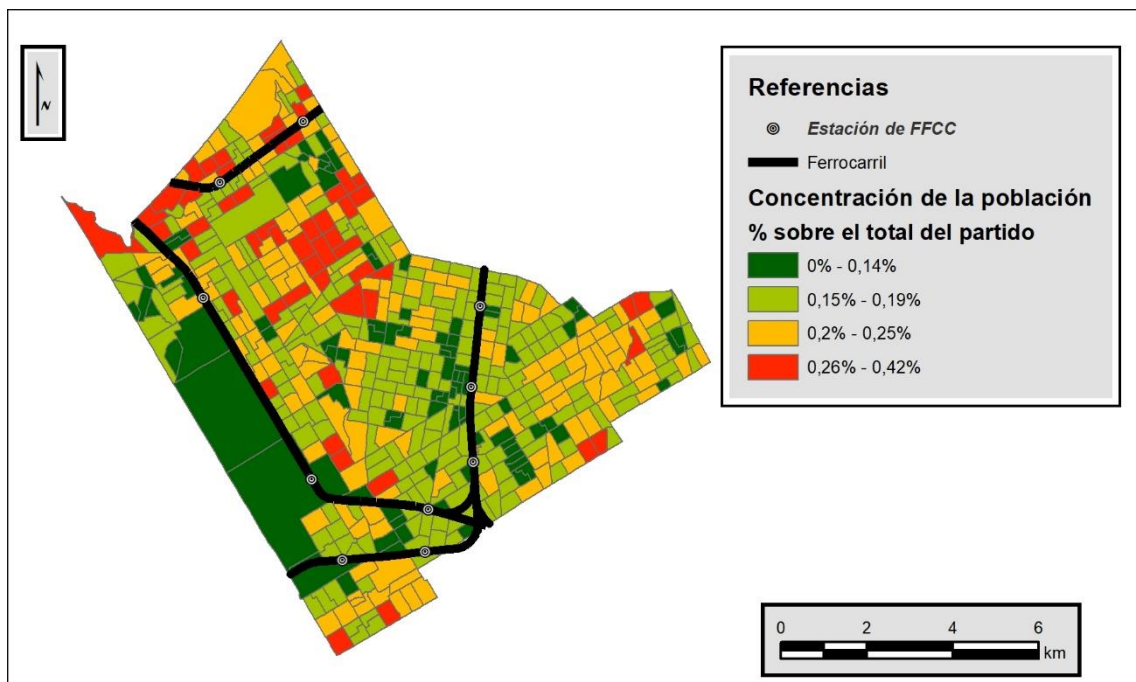 N
Referencias
Estación de FFCC
Ferrocarril
Concentración de la población
% sobre el total del partido
0% - 0,14%
0,15% - 0,19%
0,2% - 0,25%
0,26% - 0,42%
0 2 4 6
km